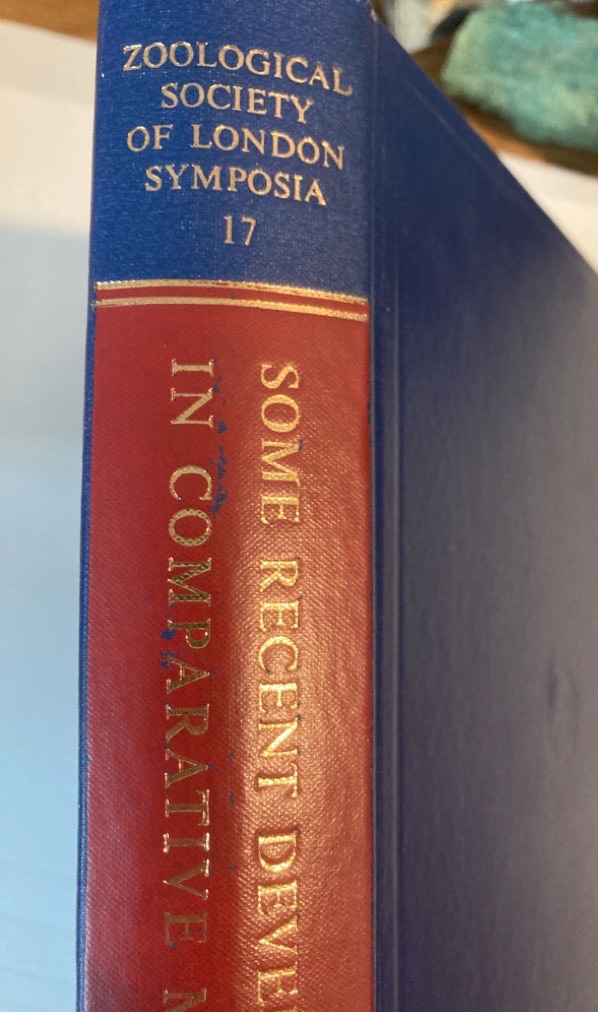 ZOOLOGICAL
SOCIETY
OF LONDON
SYMPOSIA
17
SOME RECENT DEVE
IN COMPARATIVE